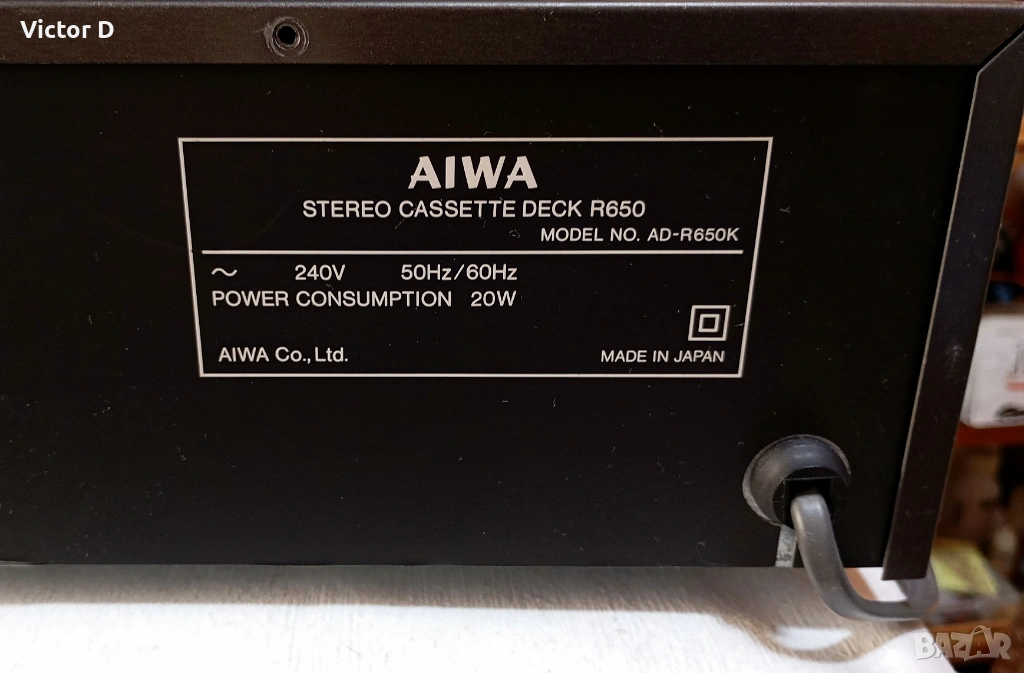 Victor D
AIWA
STEREO CASSETTE DECK R650
MODEL NO. AD-R650K
~ 240V 50Hz/60Hz
POWER CONSUMPTION 20W
AIWA Co., Ltd.
MADE IN JAPAN
BAZAR